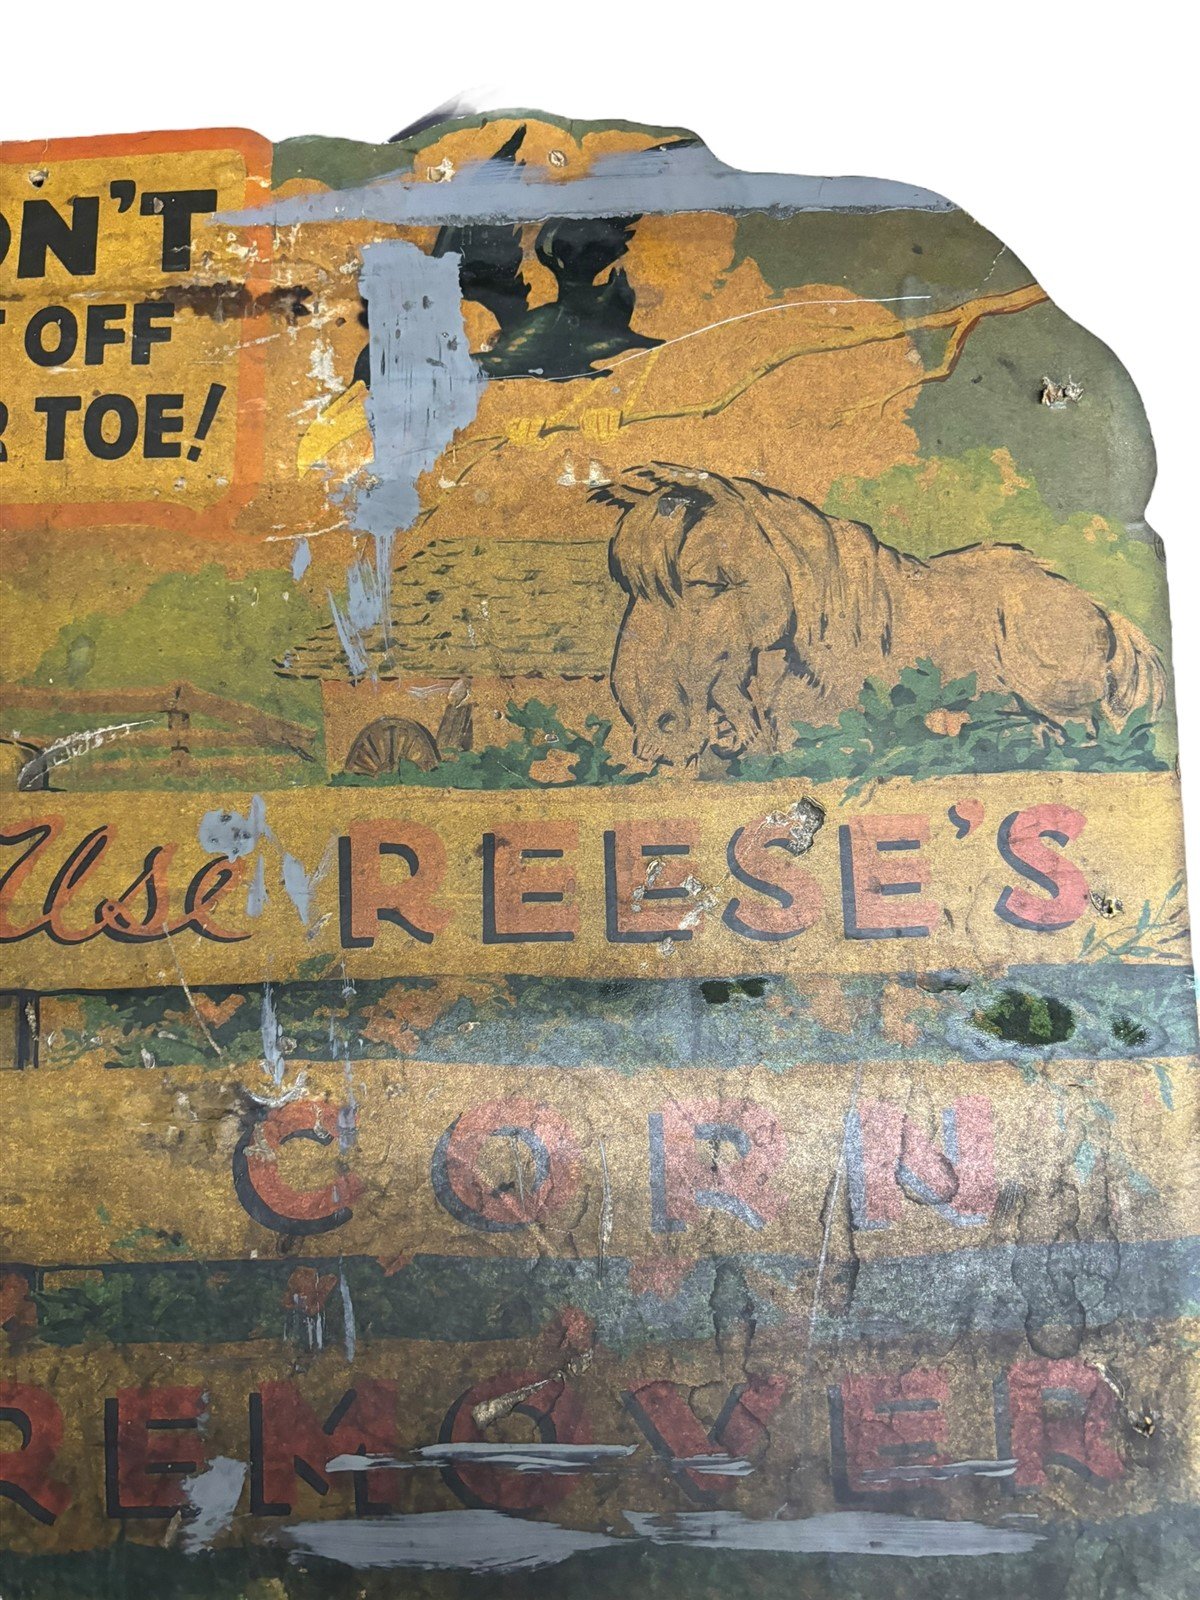 ON'T
OFF
R TOE!
Use REESE'S
CORN
REMOVER